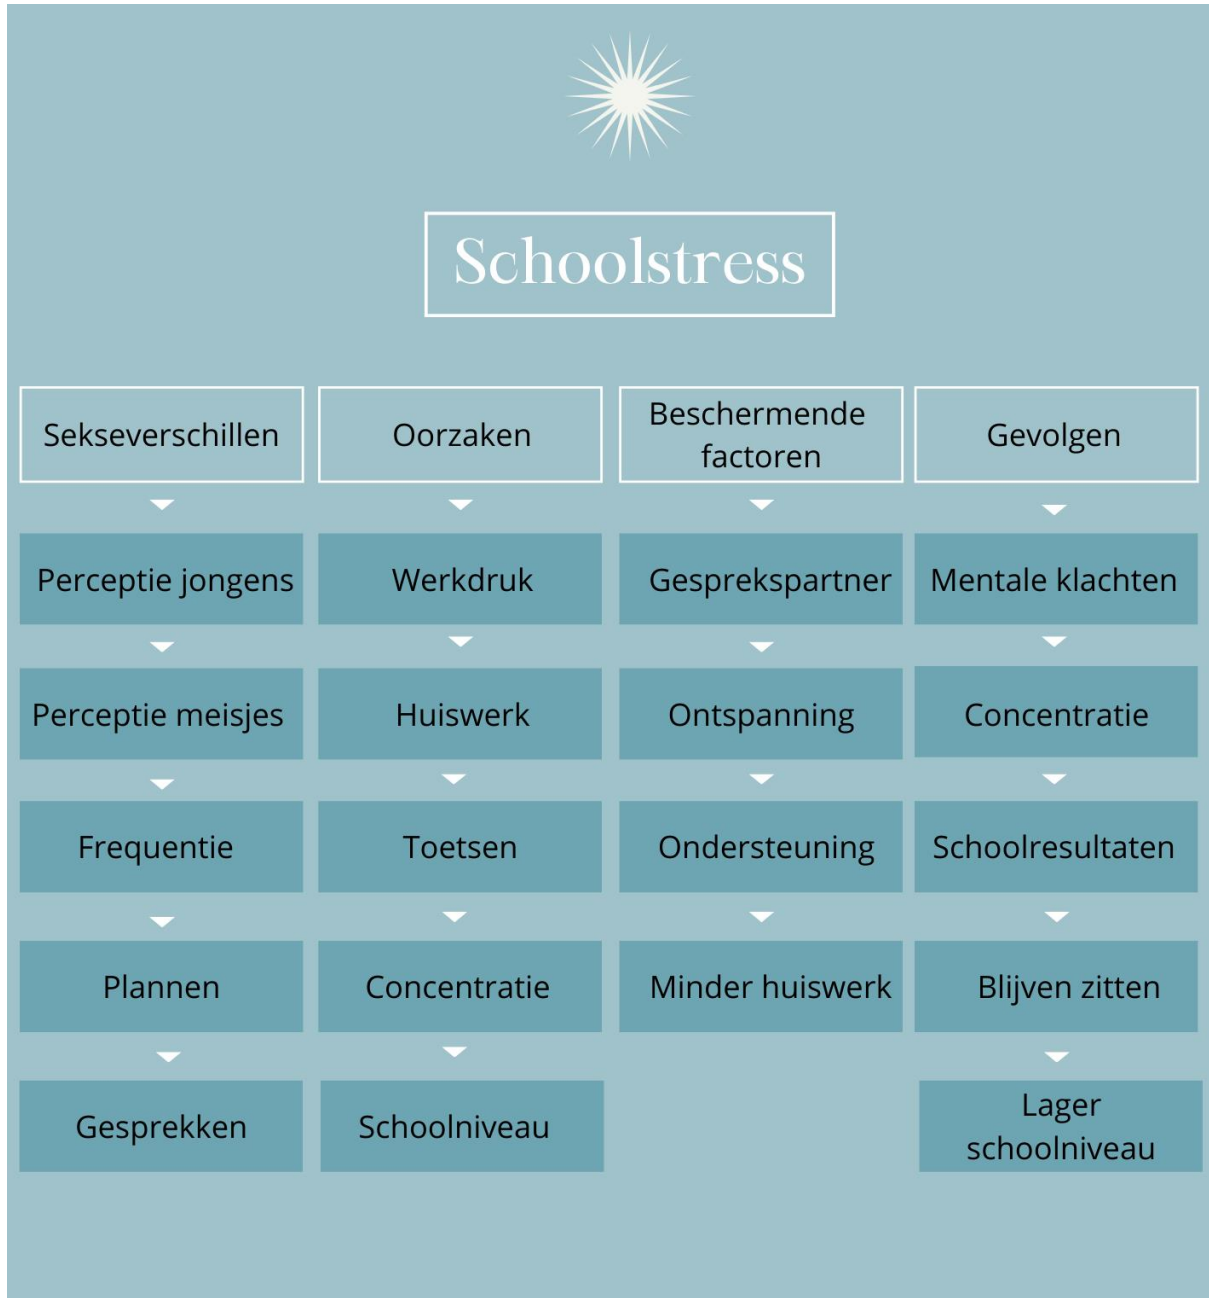 Schoolstress
Sekseverschillen
Oorzaken
Beschermende
factoren
Gevolgen
Perceptie jongens
Werkdruk
Gesprekspartner
Mentale klachten
Perceptie meisjes
Huiswerk
Ontspanning
Concentratie
Frequentie
Toetsen
Ondersteuning
Schoolresultaten
Plannen
Concentratie
Minder huiswerk
Blijven zitten
Gesprekken
Schoolniveau
Lager
schoolniveau